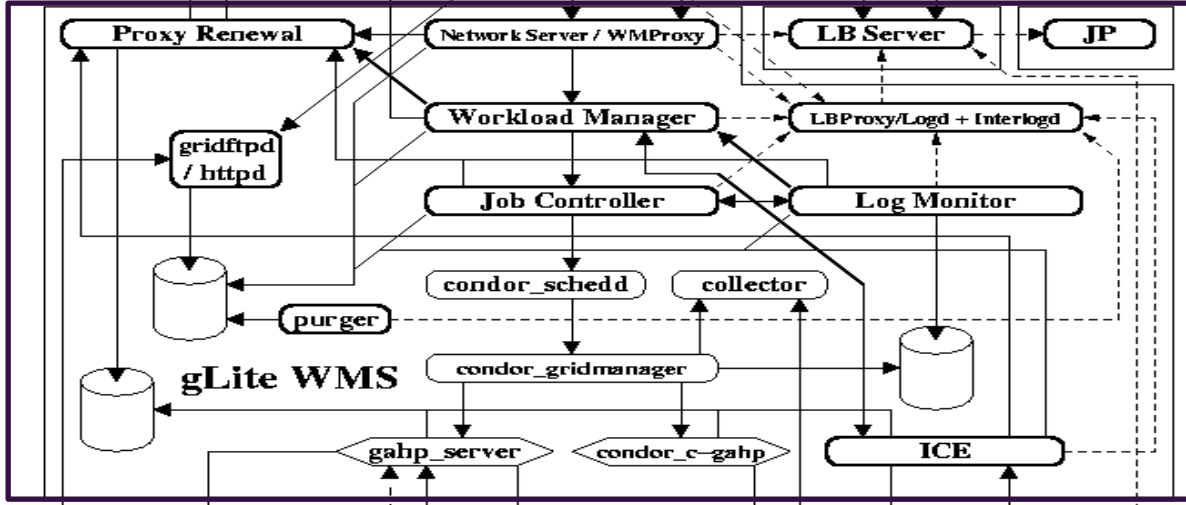 Proxy Renewal
Network Server / WMProxy
LB Server
JP
Workload Manager
LBProxy/Logd + Interlogd
gridftpd
/ httpd
Job Controller
Log Monitor
condor_schedd
collector
purger
condor_gridmanager
gLite WMS
gahp_server
condor_c-gahp
ICE